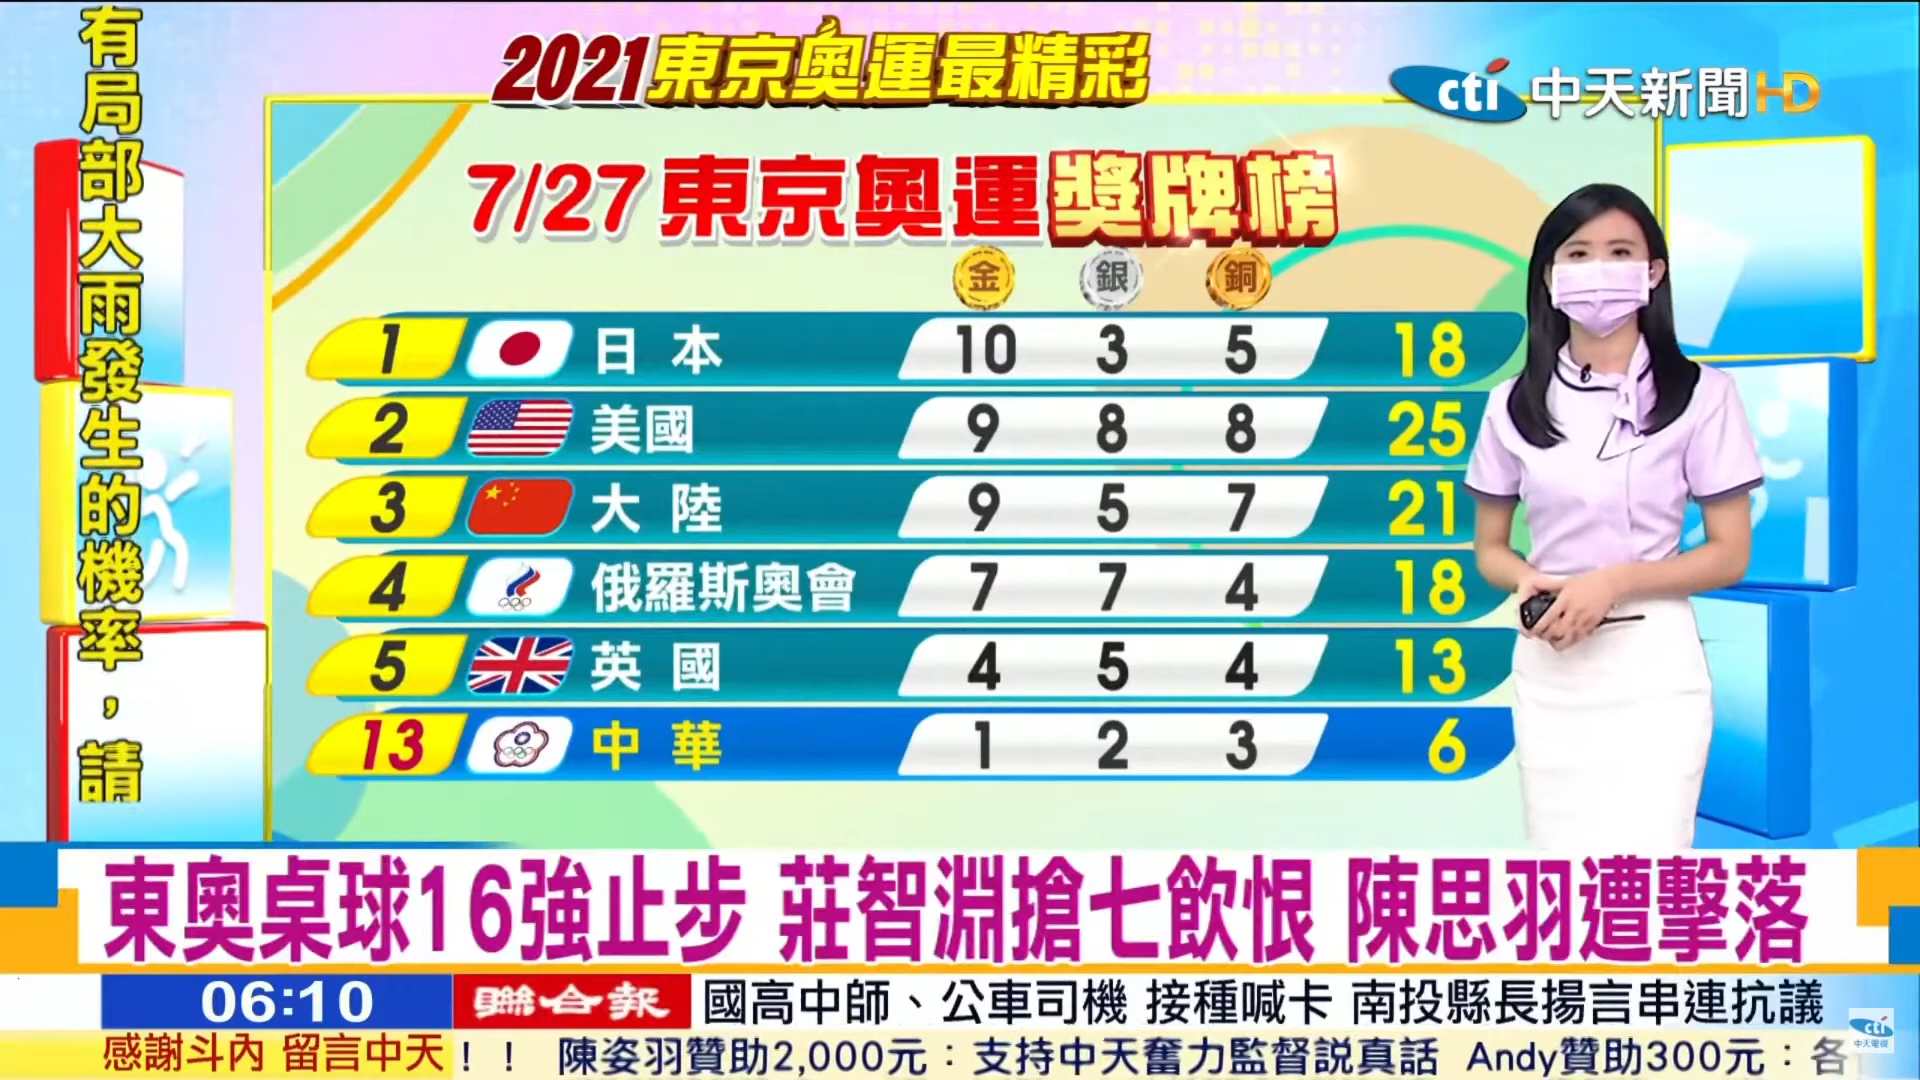 有局部大雨發生的機率，請
2021東京奧運最精彩
cti 中天新聞HD
7/27 東京奧運獎牌榜
金 銀 銅
1 日本 10 3 5 18
2 美國 9 8 8 25
3 大陸 9 5 7 21
4 俄羅斯奧會 7 7 4 18
5 英國 4 5 4 13
13 中華 1 2 3 6
東奧桌球16強止步 莊智淵搶七飲恨 陳思羽遭擊落
06:10 聯合報 國高中師、公車司機 接種喊卡 南投縣長揚言串連抗議
感謝斗內 留言中天！！ 陳姿羽贊助2,000元：支持中天奮力監督説真話 Andy贊助300元：各
cti
中天電視